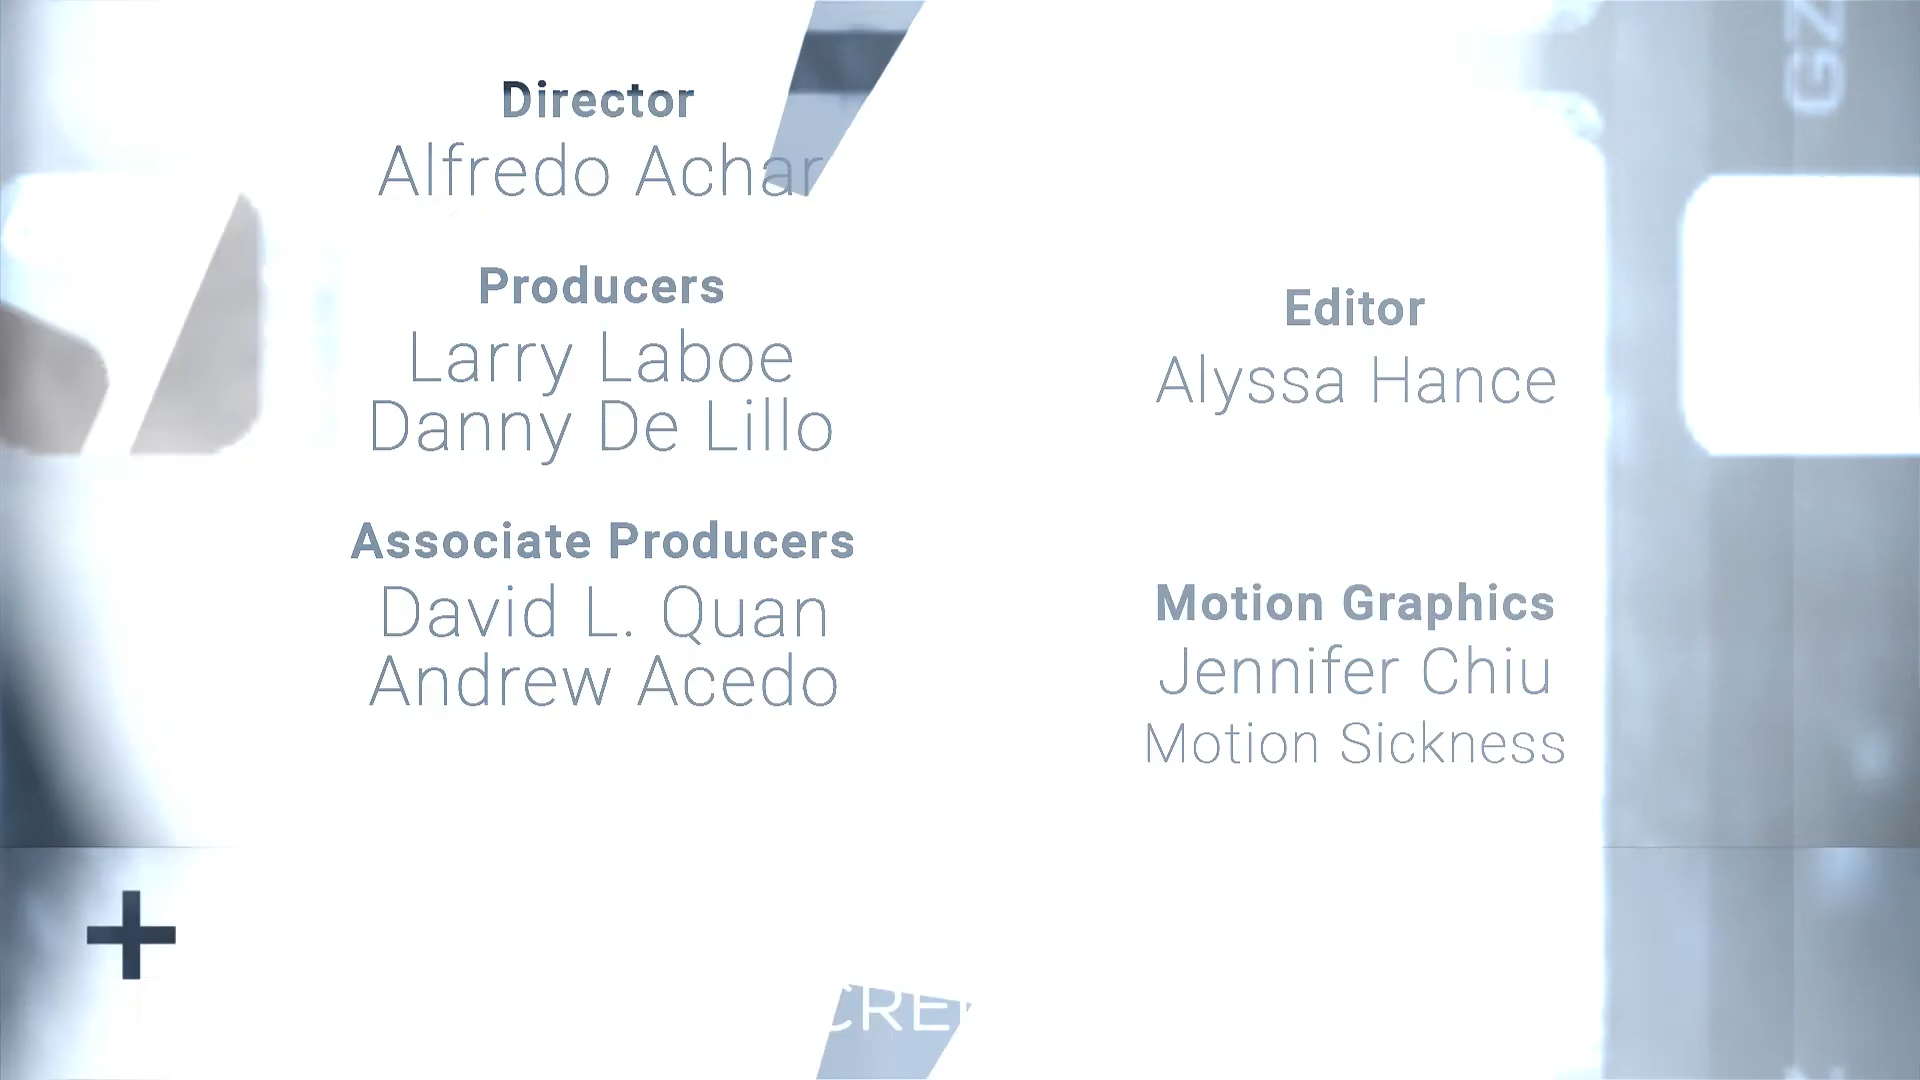 Director
Alfredo Achar
Producers
Larry Laboe
Danny De Lillo
Associate Producers
David L. Quan
Andrew Acedo
Editor
Alyssa Hance
Motion Graphics
Jennifer Chiu
Motion Sickness